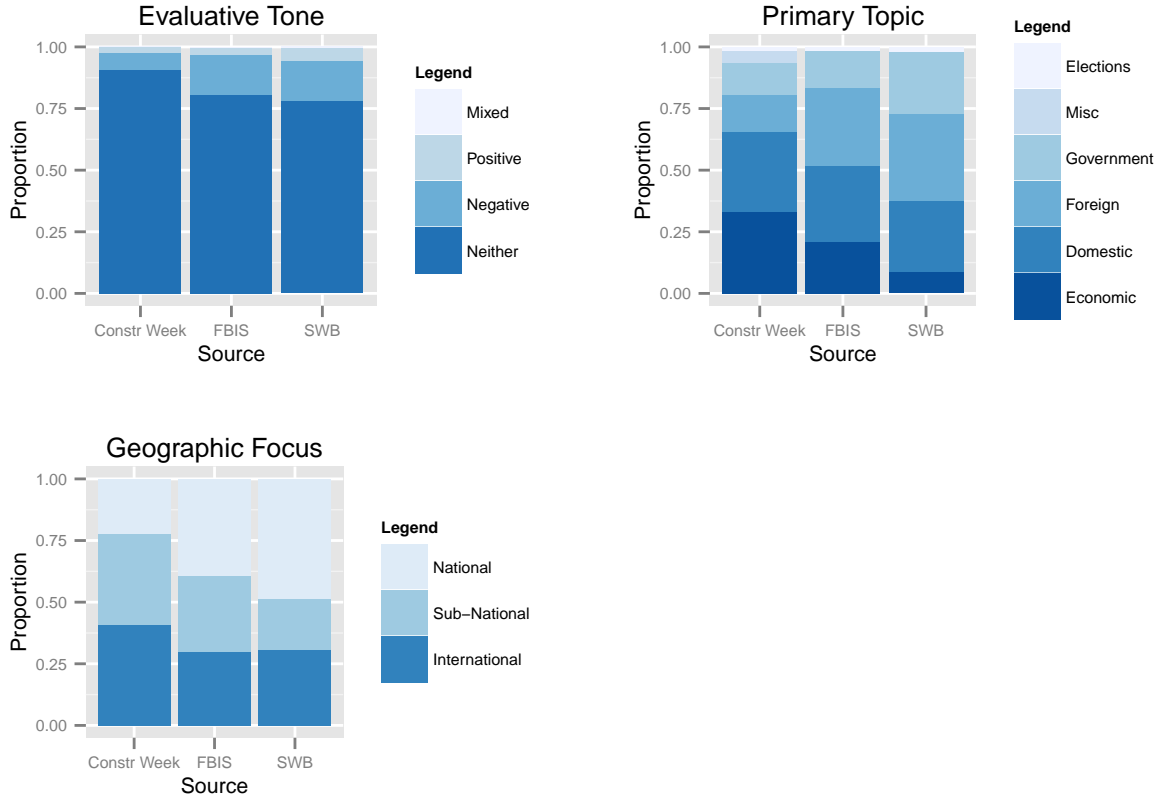 Evaluative Tone
1.00
0.75
0.50
0.25
0.00
Proportion
Constr Week FBIS SWB
Source
Legend
Mixed
Positive
Negative
Neither
Primary Topic
1.00
0.75
0.50
0.25
0.00
Proportion
Constr Week FBIS SWB
Source
Legend
Elections
Misc
Government
Foreign
Domestic
Economic
Geographic Focus
1.00
0.75
0.50
0.25
0.00
Proportion
Constr Week FBIS SWB
Source
Legend
National
Sub−National
International